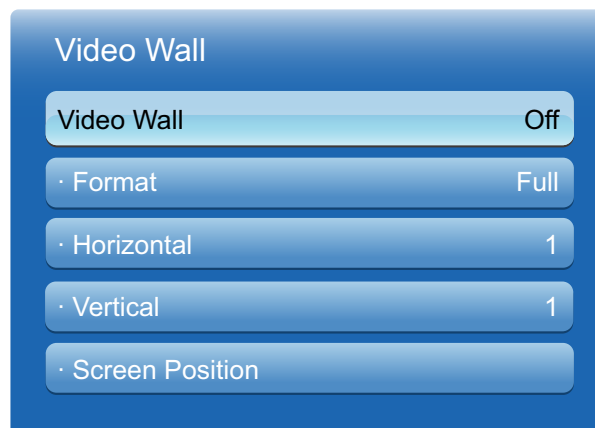 Video Wall
Video Wall Off
· Format Full
· Horizontal 1
· Vertical 1
· Screen Position